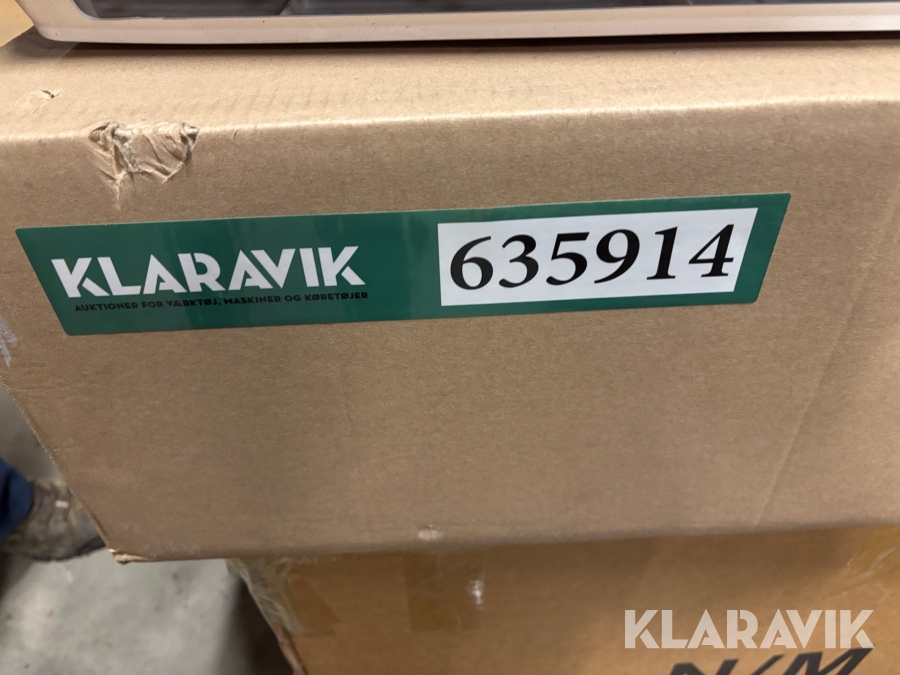 KLARAVIK
AUKTIONER FOR VÆRKTØJ, MASKINER OG KØRETØJER
635914
KLARAVIK